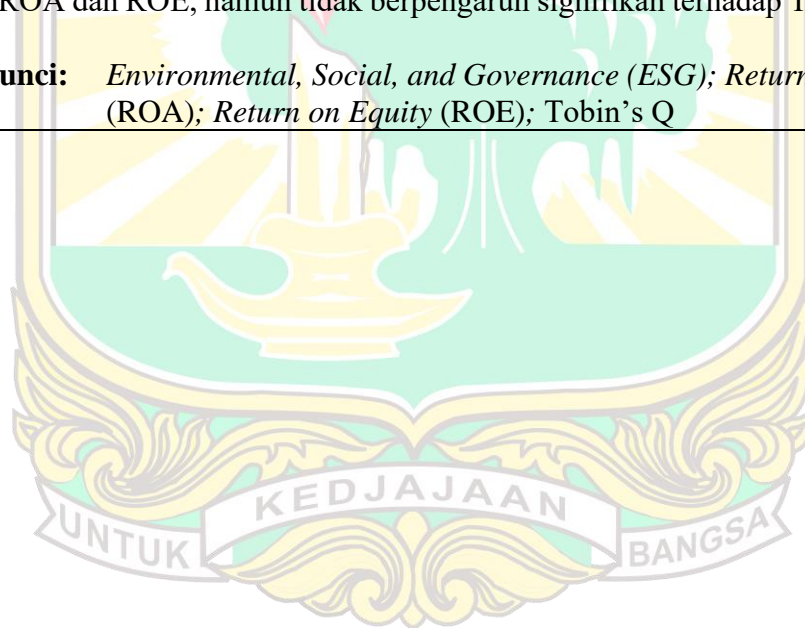 ROA dan ROE, namun tidak berpengaruh signifikan terhadap
unci: Environmental, Social, and Governance (ESG); Return
(ROA); Return on Equity (ROE); Tobin's Q
UNTUK KEDJAJAAN BANGSA